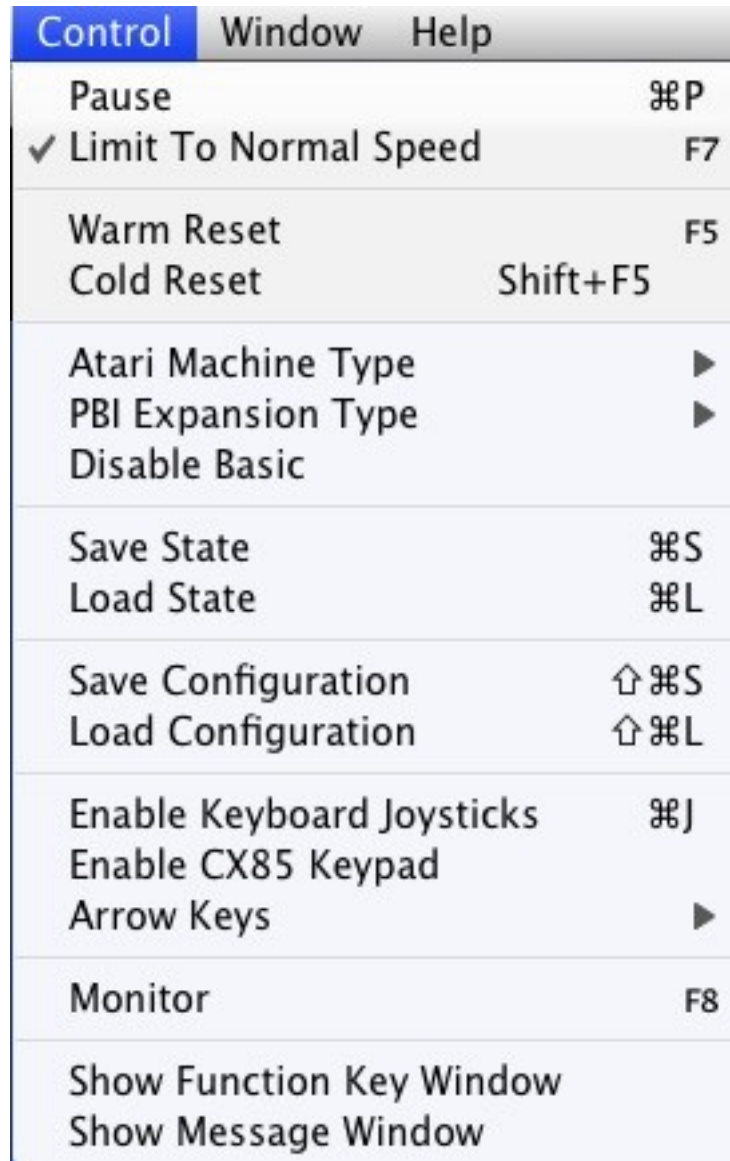 Control Window Help
Pause ⌘P
✓ Limit To Normal Speed F7
Warm Reset F5
Cold Reset Shift+F5
Atari Machine Type ▶
PBI Expansion Type ▶
Disable Basic
Save State ⌘S
Load State ⌘L
Save Configuration ⇧⌘S
Load Configuration ⇧⌘L
Enable Keyboard Joysticks ⌘J
Enable CX85 Keypad
Arrow Keys ▶
Monitor F8
Show Function Key Window
Show Message Window